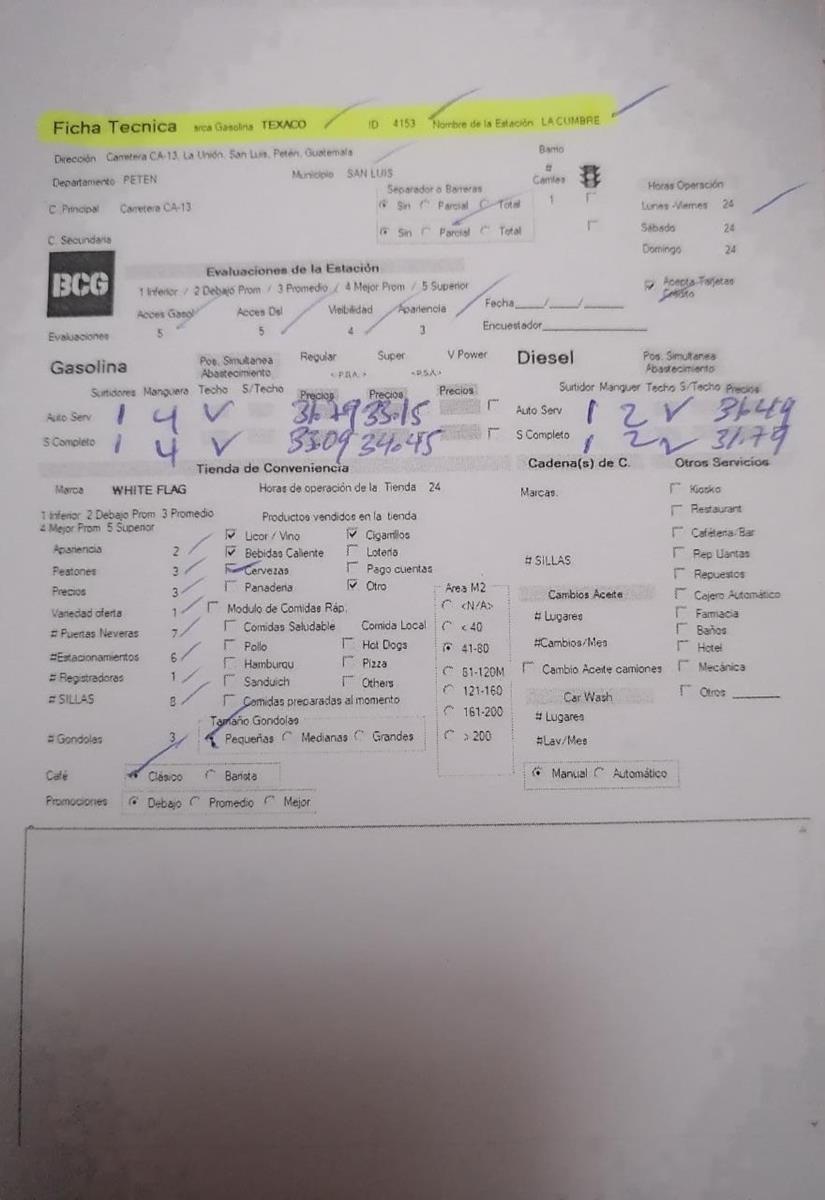 Ficha Tecnica arca Gasolina TEXACO ID 4153 Nombre de la Estación LA CUMBRE
Dirección Carretera CA-13, La Unión, San Luis, Petén, Guatemala
Departamento PETEN Municipio SAN LUIS
Barrio
# Carriles
1
C. Principal Carretera CA-13
C. Secundaria
Separador o Barreras
Sin Parcial Total
Sin Parcial Total
Horas Operación
Lunes -Viernes 24
Sábado 24
Domingo 24
BCG
Evaluaciones de la Estación
1 Inferior / 2 Debajo Prom / 3 Promedio / 4 Mejor Prom / 5 Superior
Acces Gasol Acces Dsl Visibilidad Apariencia
Evaluaciones 5 5 4 3
Acepta Tarjetas
Crédito
Fecha___/___/___
Encuestador
Gasolina Pos. Simultanea Abastecimiento Regular Super V Power
Surtidores Manguera Techo S/Techo Precios Precios Precios
Auto Serv 1 4 ✓ 31.79 33.15
S Completo 1 4 ✓ 33.09 34.45
Diesel Pos. Simultanea Abastecimiento
Surtidor Manguer Techo S/Techo Precios
Auto Serv 1 2 ✓ 31.49
S Completo 1 2 31.79
Tienda de Conveniencia
Marca WHITE FLAG Horas de operación de la Tienda 24
1 Inferior 2 Debajo Prom 3 Promedio
4 Mejor Prom 5 Superior
Apariencia 2
Peatones 3
Precios 3
Variedad oferta 1
# Puertas Neveras 7
#Estacionamientos 6
# Registradoras 1
# SILLAS 8
# Gondolas 3
Productos vendidos en la tienda
Licor / Vino Cigarrillos
Bebidas Caliente Loteria
Cervezas Pago cuentas
Panaderia Otro
Modulo de Comidas Ráp.
Comidas Saludable Comida Local
Pollo Hot Dogs
Hamburqu Pizza
Sanduich Others
Comidas preparadas al momento
Tamaño Gondolas
Pequeñas Medianas Grandes
Area M2
<N/A>
< 40
41-80
81-120M
121-160
161-200
> 200
Café Clásico Barista
Promociones Debajo Promedio Mejor
Cadena(s) de C.
Marcas.
# SILLAS
Cambios Aceite
# Lugares
#Cambios/Mes
Cambio Aceite camiones
Car Wash
# Lugares
#Lav/Mes
Manual Automático
Otros Servicios
Kiosko
Restaurant
Cafeteria/Bar
Rep Llantas
Repuestos
Cajero Automático
Farmacia
Baños
Hotel
Mecánica
Otros